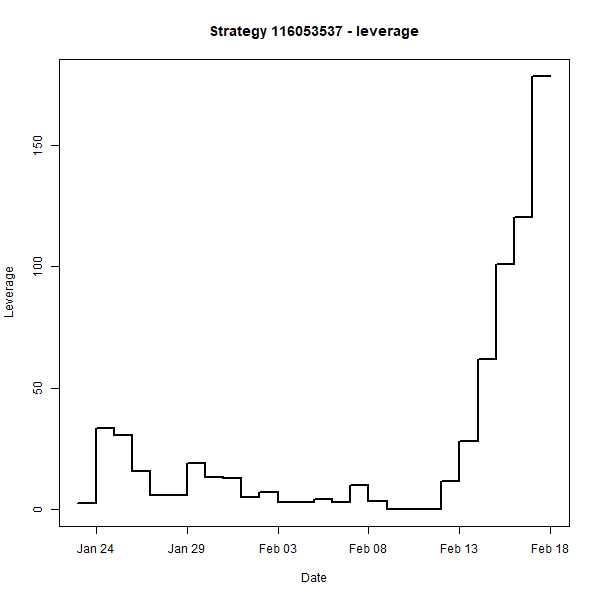 Strategy 116053537 - leverage
Leverage
150
100
50
0
Jan 24 Jan 29 Feb 03 Feb 08 Feb 13 Feb 18
Date